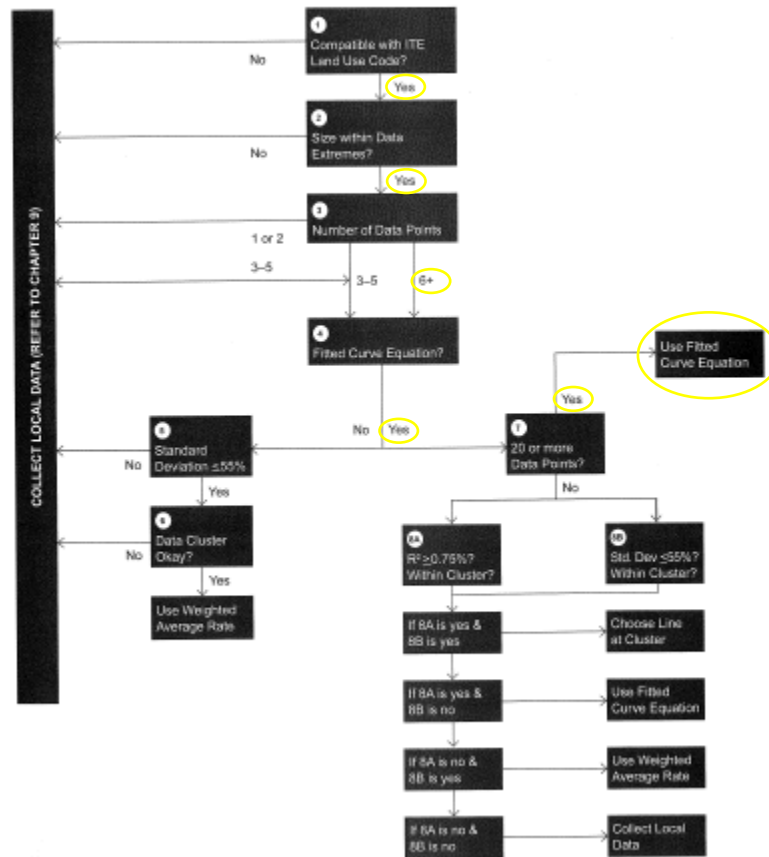 COLLECT LOCAL DATA (REFER TO CHAPTER 9)
1
Compatible with ITE
Land Use Code?
No
Yes
2
Size within Data
Extremes?
No
Yes
3
Number of Data Points
1 or 2
3–5
3–5
6+
4
Fitted Curve Equation?
Use Fitted
Curve Equation
Yes
No
Yes
5
Standard
Deviation ≤55%
7
20 or more
Data Points?
No
Yes
No
6
Data Cluster
Okay?
No
Yes
8A
R² ≥0.75%?
Within Cluster?
8B
Std. Dev ≤55%?
Within Cluster?
Use Weighted
Average Rate
If 8A is yes &
8B is yes
Choose Line
at Cluster
If 8A is yes &
8B is no
Use Fitted
Curve Equation
If 8A is no &
8B is yes
Use Weighted
Average Rate
If 8A is no &
8B is no
Collect Local
Data